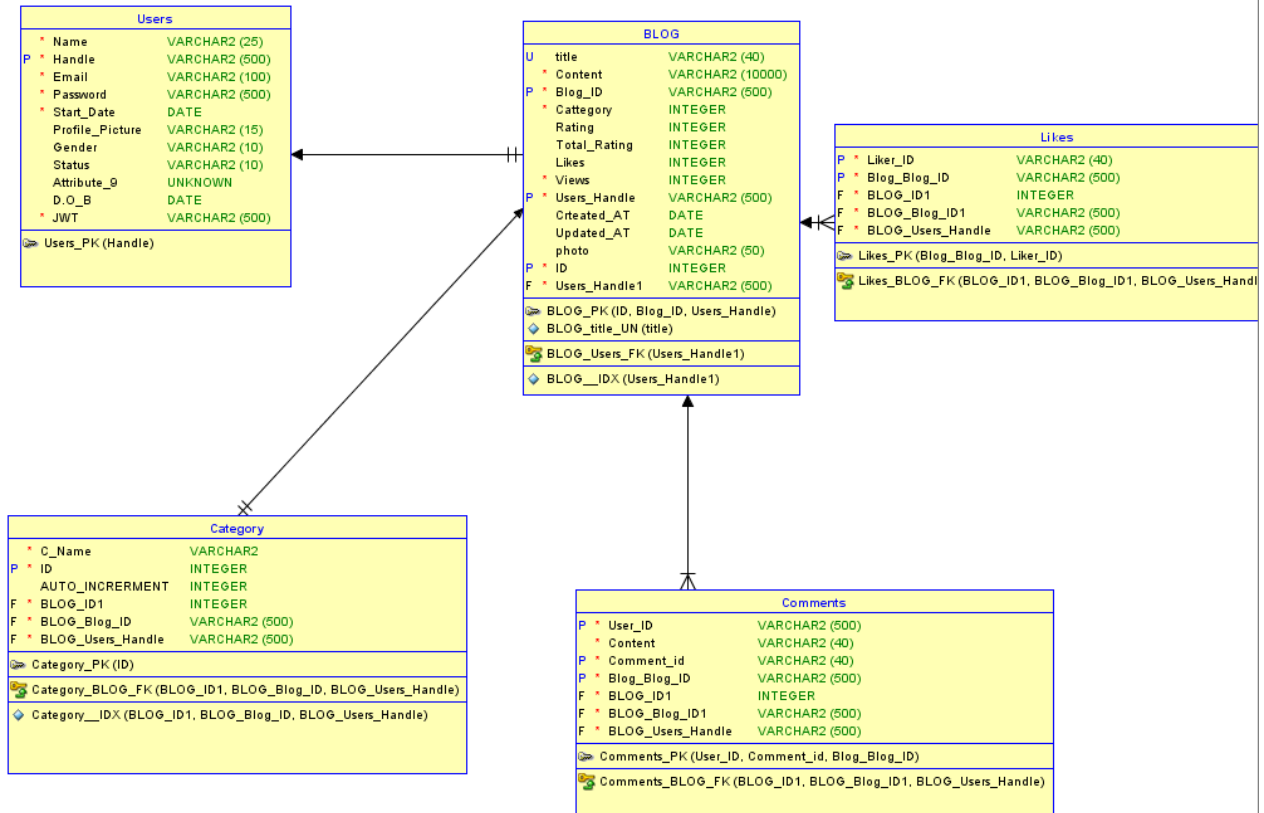 Users
* Name VARCHAR2 (25)
P * Handle VARCHAR2 (500)
* Email VARCHAR2 (100)
* Password VARCHAR2 (500)
* Start_Date DATE
Profile_Picture VARCHAR2 (15)
Gender VARCHAR2 (10)
Status VARCHAR2 (10)
Attribute_9 UNKNOWN
D.O_B DATE
* JWT VARCHAR2 (500)
Users_PK (Handle)
BLOG
U title VARCHAR2 (40)
* Content VARCHAR2 (10000)
P * Blog_ID VARCHAR2 (500)
* Cattegory INTEGER
Rating INTEGER
Total_Rating INTEGER
Likes INTEGER
* Views INTEGER
P * Users_Handle VARCHAR2 (500)
Crteated_AT DATE
Updated_AT DATE
photo VARCHAR2 (50)
P * ID INTEGER
F * Users_Handle1 VARCHAR2 (500)
BLOG_PK (ID, Blog_ID, Users_Handle)
BLOG_title_UN (title)
BLOG_Users_FK (Users_Handle1)
BLOG__IDX (Users_Handle1)
Likes
P * Liker_ID VARCHAR2 (40)
P * Blog_Blog_ID VARCHAR2 (500)
F * BLOG_ID1 INTEGER
F * BLOG_Blog_ID1 VARCHAR2 (500)
F * BLOG_Users_Handle VARCHAR2 (500)
Likes_PK (Blog_Blog_ID, Liker_ID)
Likes_BLOG_FK (BLOG_ID1, BLOG_Blog_ID1, BLOG_Users_Handl
Category
* C_Name VARCHAR2
P * ID INTEGER
AUTO_INCRERMENT INTEGER
F * BLOG_ID1 INTEGER
F * BLOG_Blog_ID VARCHAR2 (500)
F * BLOG_Users_Handle VARCHAR2 (500)
Category_PK (ID)
Category_BLOG_FK (BLOG_ID1, BLOG_Blog_ID, BLOG_Users_Handle)
Category__IDX (BLOG_ID1, BLOG_Blog_ID, BLOG_Users_Handle)
Comments
P * User_ID VARCHAR2 (500)
* Content VARCHAR2 (40)
P * Comment_id VARCHAR2 (40)
P * Blog_Blog_ID VARCHAR2 (500)
F * BLOG_ID1 INTEGER
F * BLOG_Blog_ID1 VARCHAR2 (500)
F * BLOG_Users_Handle VARCHAR2 (500)
Comments_PK (User_ID, Comment_id, Blog_Blog_ID)
Comments_BLOG_FK (BLOG_ID1, BLOG_Blog_ID1, BLOG_Users_Handle)